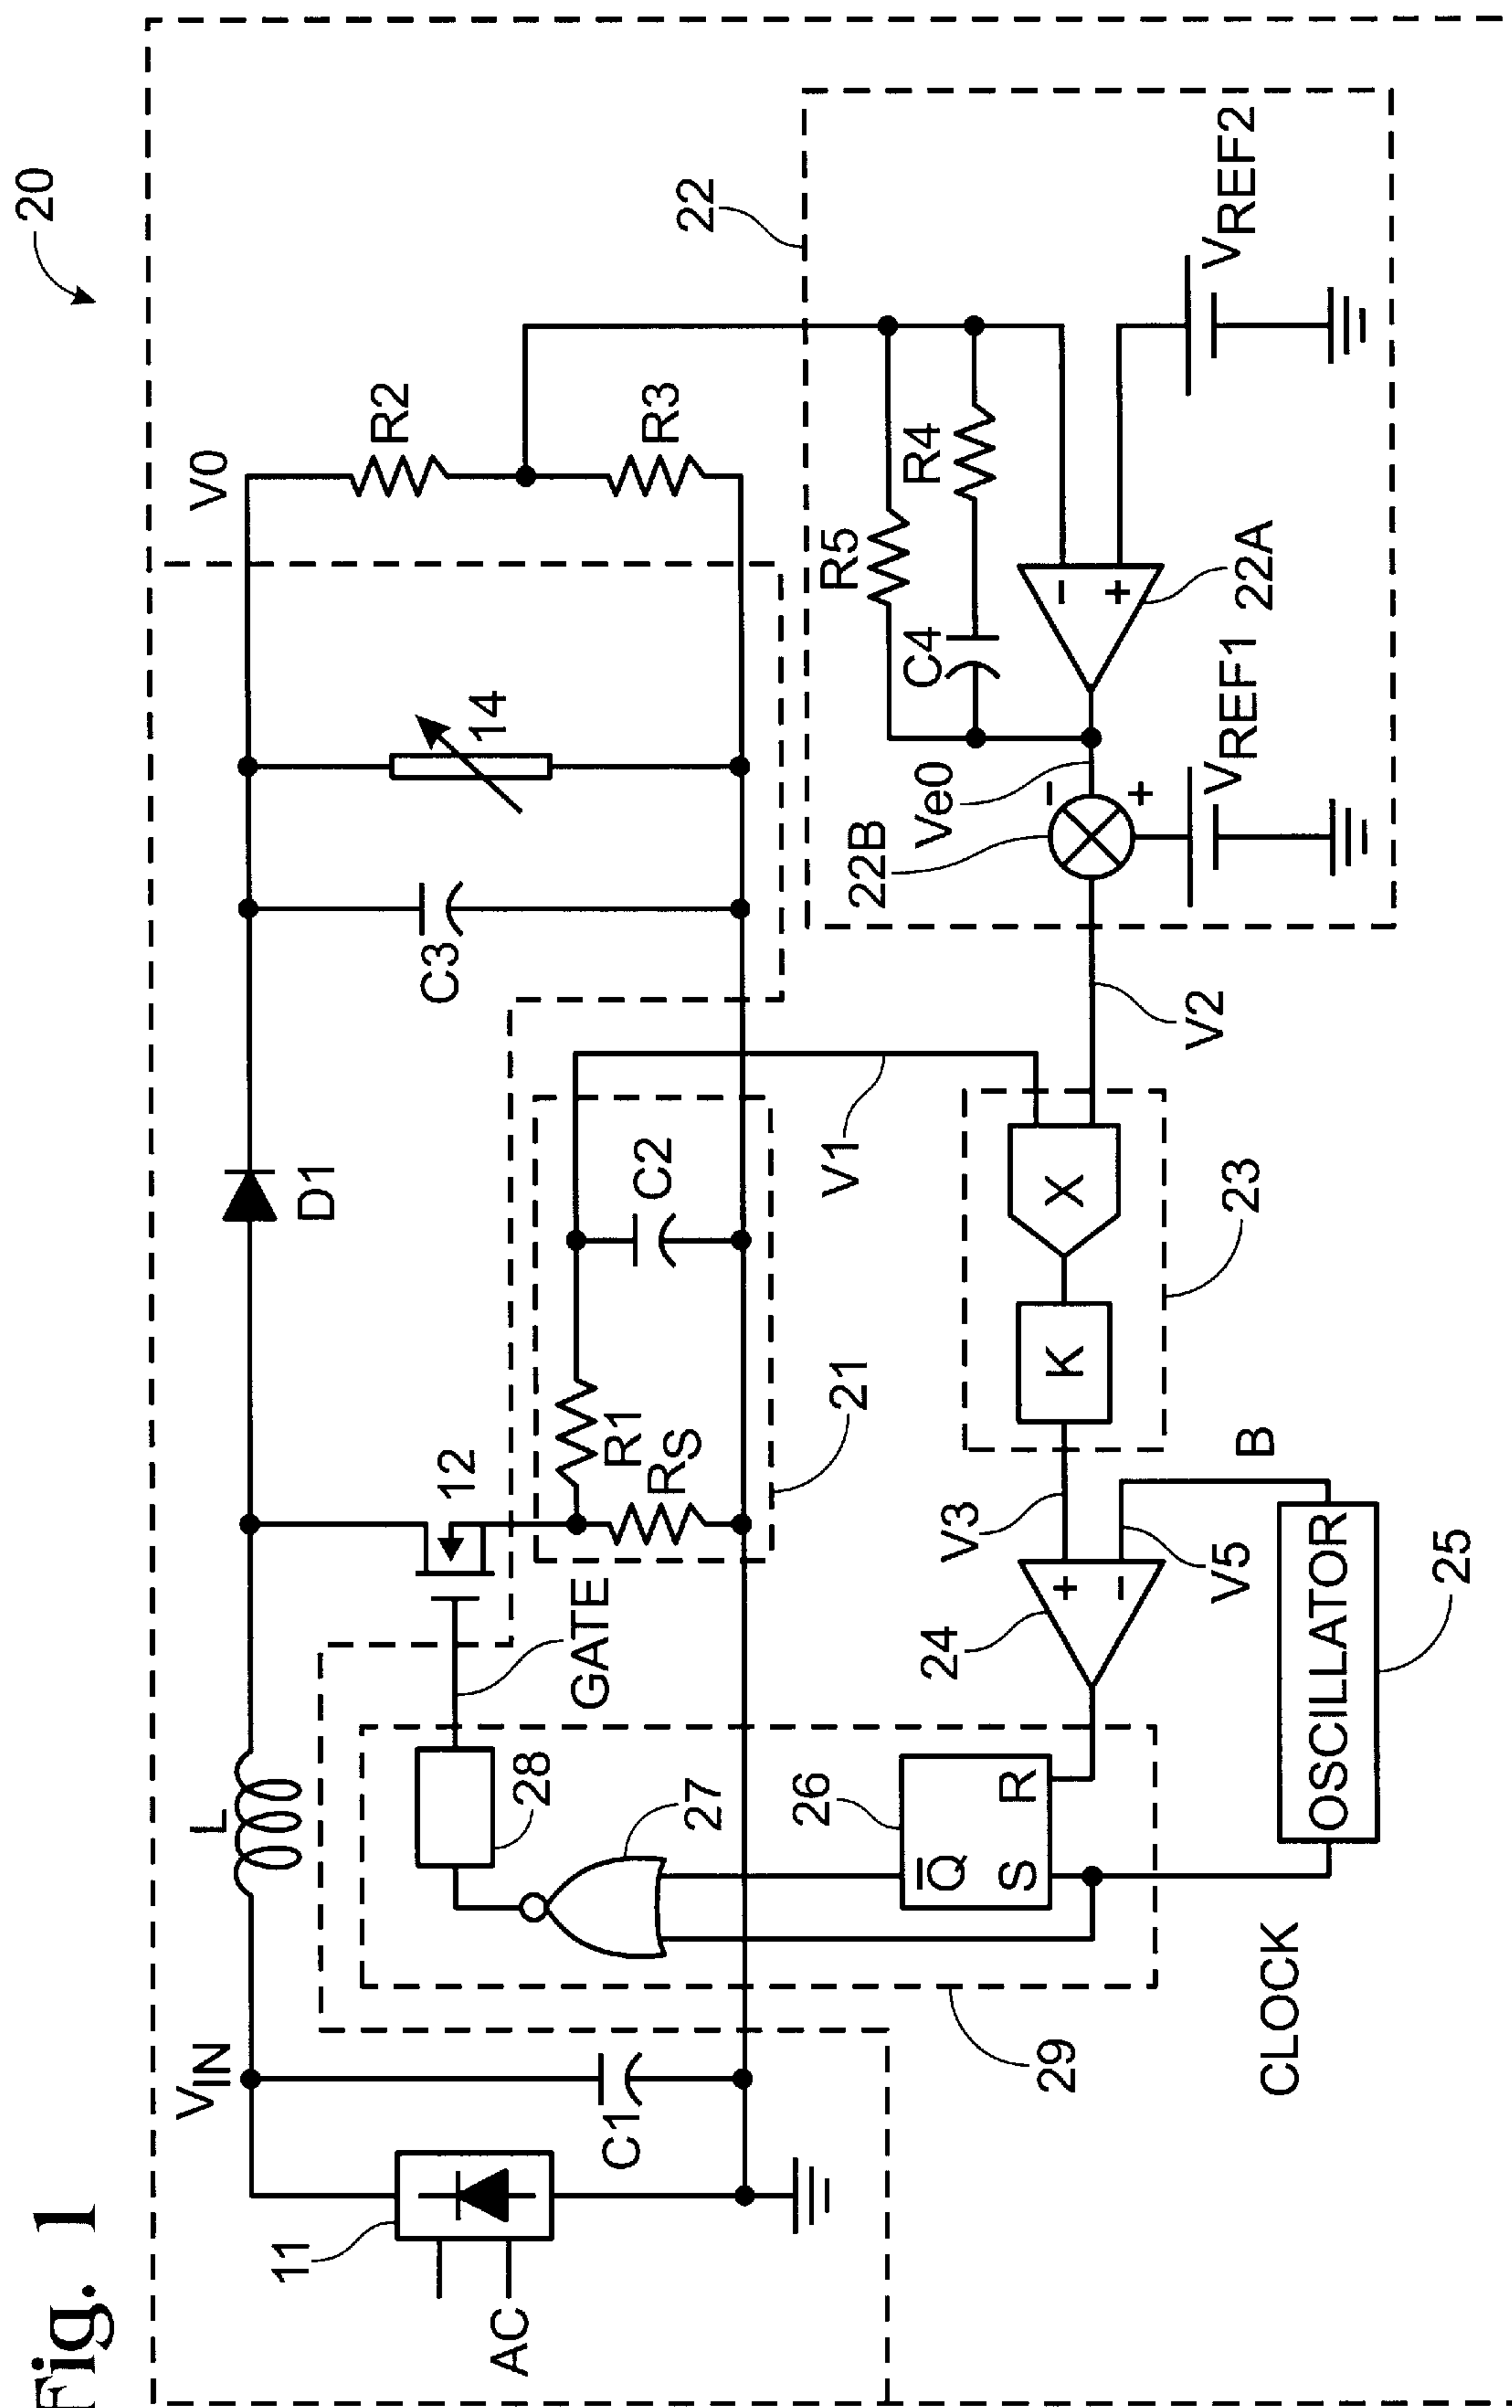 Fig. 1
20
VIN
L
D1
V0
11
AC
C1
12
C3
14
R2
R3
28
GATE
R1
RS
C2
21
27
29
26
Q̅
S
R
V1
22
R5
R4
C4
24
V3
K
X
23
V2
22B
Ve0
-
+
-
+
22A
VREF1
VREF2
+
-
V5
B
CLOCK
OSCILLATOR
25